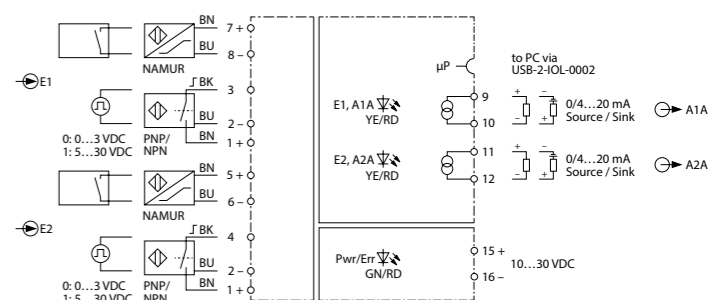 BN 7 +
BU 8 –
NAMUR
E1
BK 3
BU 2 –
BN 1 +
0: 0…3 VDC
1: 5…30 VDC
PNP/
NPN
BN 5 +
BU 6 –
NAMUR
E2
BK 4
BU 2 –
BN 1 +
0: 0…3 VDC
1: 5…30 VDC
PNP/
NPN
µP
to PC via
USB-2-IOL-0002
E1, A1A
YE/RD
9
10
+ – + –
0/4…20 mA
Source / Sink
A1A
E2, A2A
YE/RD
11
12
+ – + –
0/4…20 mA
Source / Sink
A2A
Pwr/Err
GN/RD
15 +
16 –
10…30 VDC